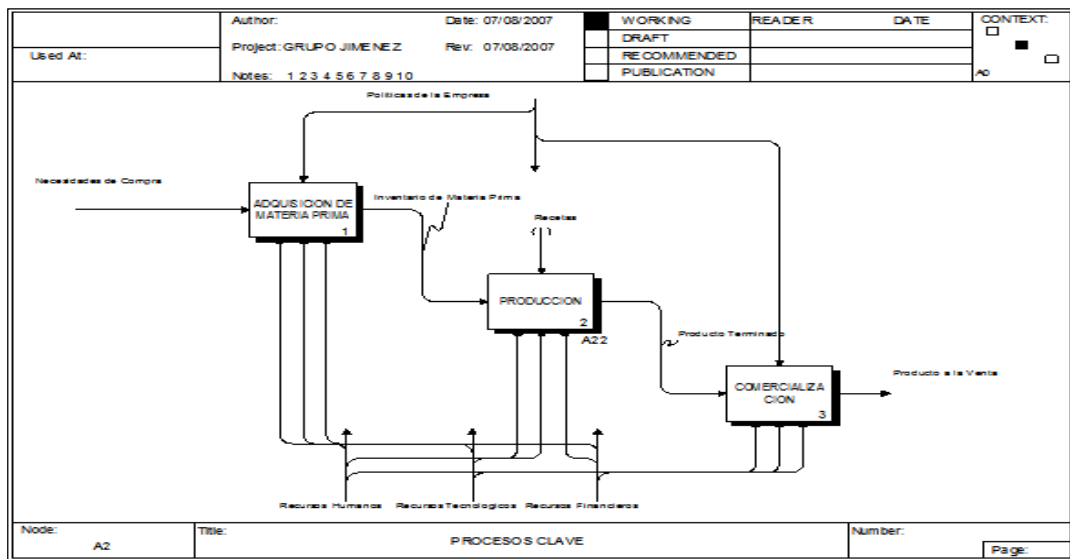 Used At:
Author:
Date: 07/08/2007
Project: GRUPO JIMENEZ
Rev: 07/08/2007
Notes: 1 2 3 4 5 6 7 8 9 10
WORKING
DRAFT
RECOMMENDED
PUBLICATION
READER
DATE
CONTEXT:
A0
Politicas de la Empresa
Necesidades de Compra
ADQUISICION DE
MATERIA PRIMA
1
Inventario de Materia Prima
Recetas
PRODUCCION
2
A22
Producto Terminado
COMERCIALIZA
CION
3
Producto a la Venta
Recursos Humanos
Recursos Tecnologicos
Recursos Financieros
Node:
A2
Title:
PROCESOS CLAVE
Number:
Page: